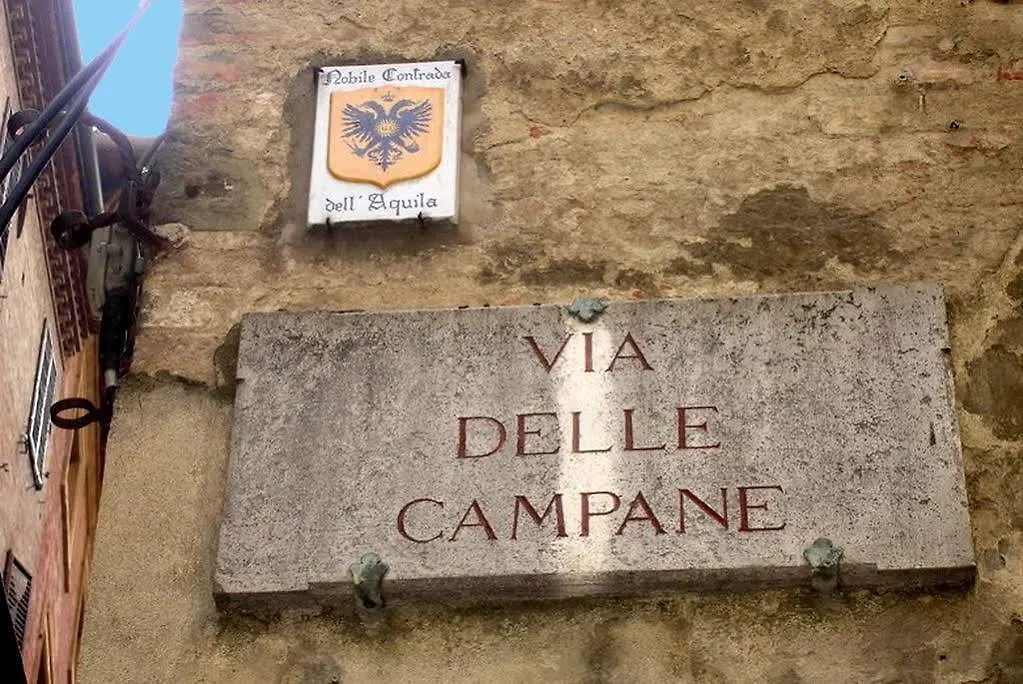 Nobile Contrada
dell' Aquila
VIA
DELLE
CAMPANE